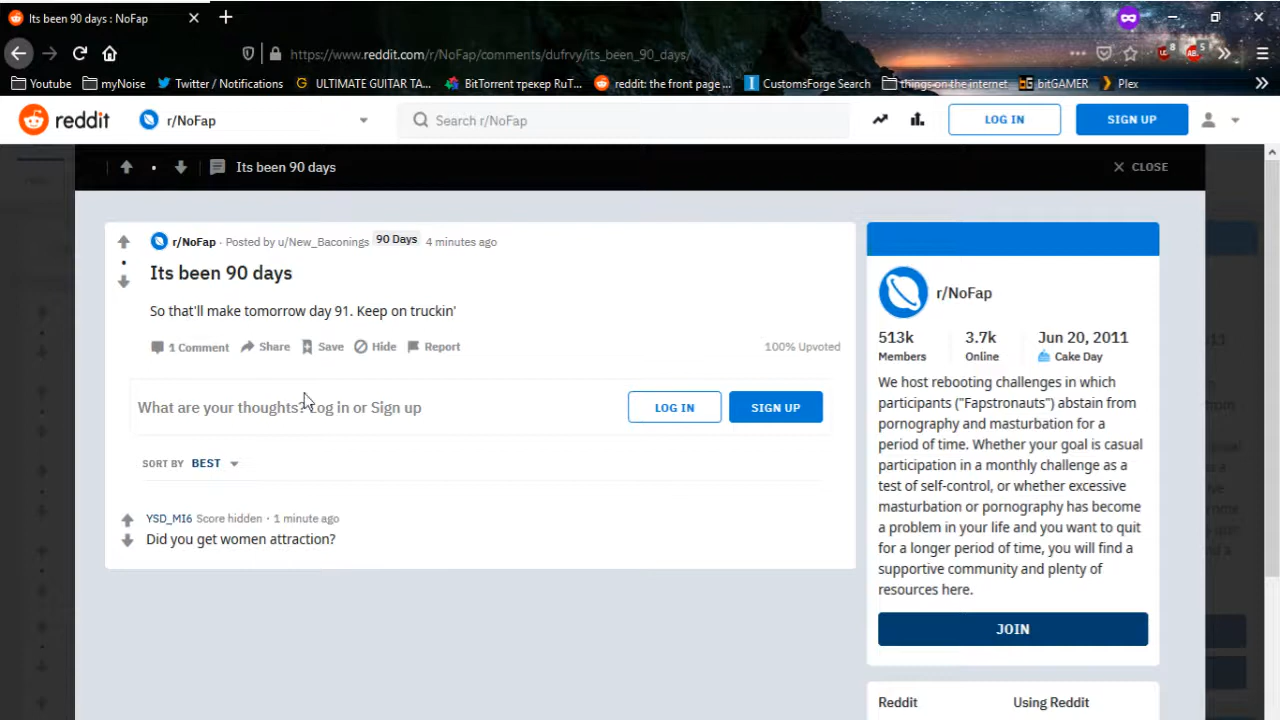 Its been 90 days : NoFap
https://www.reddit.com/r/NoFap/comments/dufrvy/its_been_90_days/
Youtube myNoise Twitter / Notifications ULTIMATE GUITAR TA... BitTorrent трекер RuT... reddit: the front page ... CustomsForge Search things on the internet bitGAMER Plex
reddit r/NoFap Search r/NoFap LOG IN SIGN UP
Its been 90 days CLOSE
r/NoFap · Posted by u/New_Baconings 90 Days 4 minutes ago
Its been 90 days
So that'll make tomorrow day 91. Keep on truckin'
1 Comment Share Save Hide Report 100% Upvoted
What are your thoughts? Log in or Sign up LOG IN SIGN UP
SORT BY BEST
YSD_MI6 Score hidden · 1 minute ago
Did you get women attraction?
r/NoFap
513k 3.7k Jun 20, 2011
Members Online Cake Day
We host rebooting challenges in which
participants ("Fapstronauts") abstain from
pornography and masturbation for a
period of time. Whether your goal is casual
participation in a monthly challenge as a
test of self-control, or whether excessive
masturbation or pornography has become
a problem in your life and you want to quit
for a longer period of time, you will find a
supportive community and plenty of
resources here.
JOIN
Reddit Using Reddit